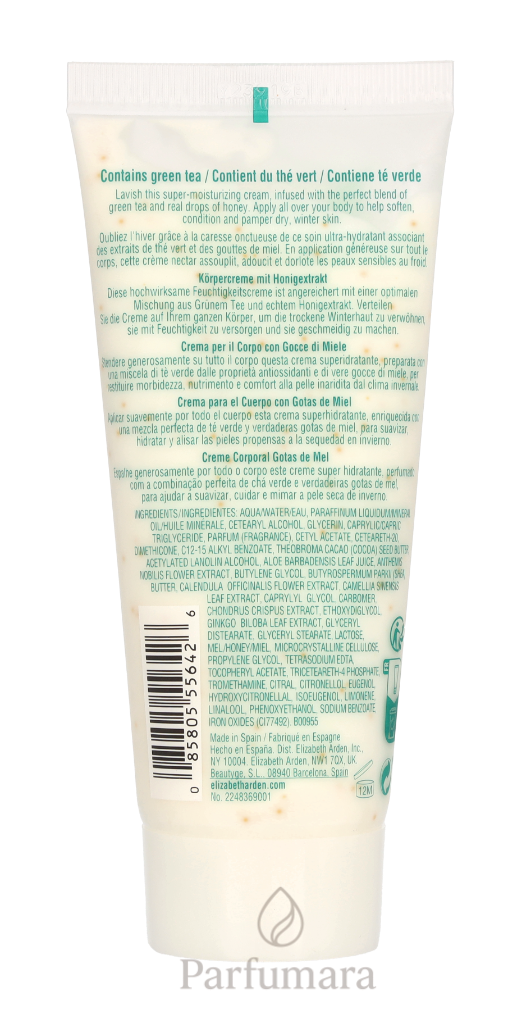 Contains green tea / Contient du thé vert / Contiene té verde
Lavish this super-moisturizing cream, infused with the perfect blend of
green tea and real drops of honey. Apply all over your body to help soften,
condition and pamper dry, winter skin.
Oubliez l'hiver grâce à la caresse onctueuse de ce soin ultra-hydratant associant
des extraits de thé vert et des gouttes de miel. En application généreuse sur tout le
corps, cette crème nectar assouplit, adoucit et dorlote les peaux sensibles au froid.
Körpercreme mit Honigextrakt
Diese hochwirksame Feuchtigkeitscreme ist angereichert mit einer optimalen
Mischung aus Grünem Tee und echtem Honigextrakt. Verteilen
Sie die Creme auf Ihrem ganzen Körper, um die trockene Winterhaut zu verwöhnen,
sie mit Feuchtigkeit zu versorgen und sie geschmeidig zu machen.
Crema per il Corpo con Gocce di Miele
Stendere generosamente su tutto il corpo questa crema superidratante, preparata con
una miscela di tè verde dalle proprietà antiossidanti e di vere gocce di miele, per
restituire morbidezza, nutrimento e comfort alla pelle inaridita dal clima invernale.
Crema para el Cuerpo con Gotas de Miel
Aplicar suavemente por todo el cuerpo esta crema superhidratante, enriquecida con
una mezcla perfecta de té verde y verdaderas gotas de miel, para suavizar,
hidratar y alisar las pieles propensas a la sequedad en invierno.
Creme Corporal Gotas de Mel
Espalhe generosamente por todo o corpo este creme super hidratante, perfumado
com a combinação perfeita de chá verde e verdadeiras gotas de mel,
para ajudar a suavizar, cuidar e mimar a pele seca de inverno.
INGREDIENTS/INGREDIENTES: AQUA/WATER/EAU, PARAFFINUM LIQUIDUM/MINERAL
OIL/HUILE MINERALE, CETEARYL ALCOHOL, GLYCERIN, CAPRYLIC/CAPRIC
TRIGLYCERIDE, PARFUM (FRAGRANCE), CETYL ACETATE, CETEARETH-20,
DIMETHICONE, C12-15 ALKYL BENZOATE, THEOBROMA CACAO (COCOA) SEED BUTTER,
ACETYLATED LANOLIN ALCOHOL, ALOE BARBADENSIS LEAF JUICE, ANTHEMIS
NOBILIS FLOWER EXTRACT, BUTYLENE GLYCOL, BUTYROSPERMUM PARKII (SHEA)
BUTTER, CALENDULA OFFICINALIS FLOWER EXTRACT, CAMELLIA SINENSIS
LEAF EXTRACT, CAPRYLYL GLYCOL, CARBOMER,
CHONDRUS CRISPUS EXTRACT, ETHOXYDIGLYCOL,
GINKGO BILOBA LEAF EXTRACT, GLYCERYL
DISTEARATE, GLYCERYL STEARATE, LACTOSE,
MEL/HONEY/MIEL, MICROCRYSTALLINE CELLULOSE,
PROPYLENE GLYCOL, TETRASODIUM EDTA,
TOCOPHERYL ACETATE, TRICETEARETH-4 PHOSPHATE,
TROMETHAMINE, CITRAL, CITRONELLOL, EUGENOL,
HYDROXYCITRONELLAL, ISOEUGENOL, LIMONENE,
LINALOOL, PHENOXYETHANOL, SODIUM BENZOATE,
IRON OXIDES (CI77492). B00955
0 85805 55642 6
Made in Spain / Fabriqué en Espagne
Hecho en España. Dist. Elizabeth Arden, Inc.,
NY 10004. Elizabeth Arden, NW1 7QX, UK.
Beautyge, S.L., 08940 Barcelona, Spain
elizabetharden.com
No. 2248369001
12M
FR
Parfumara